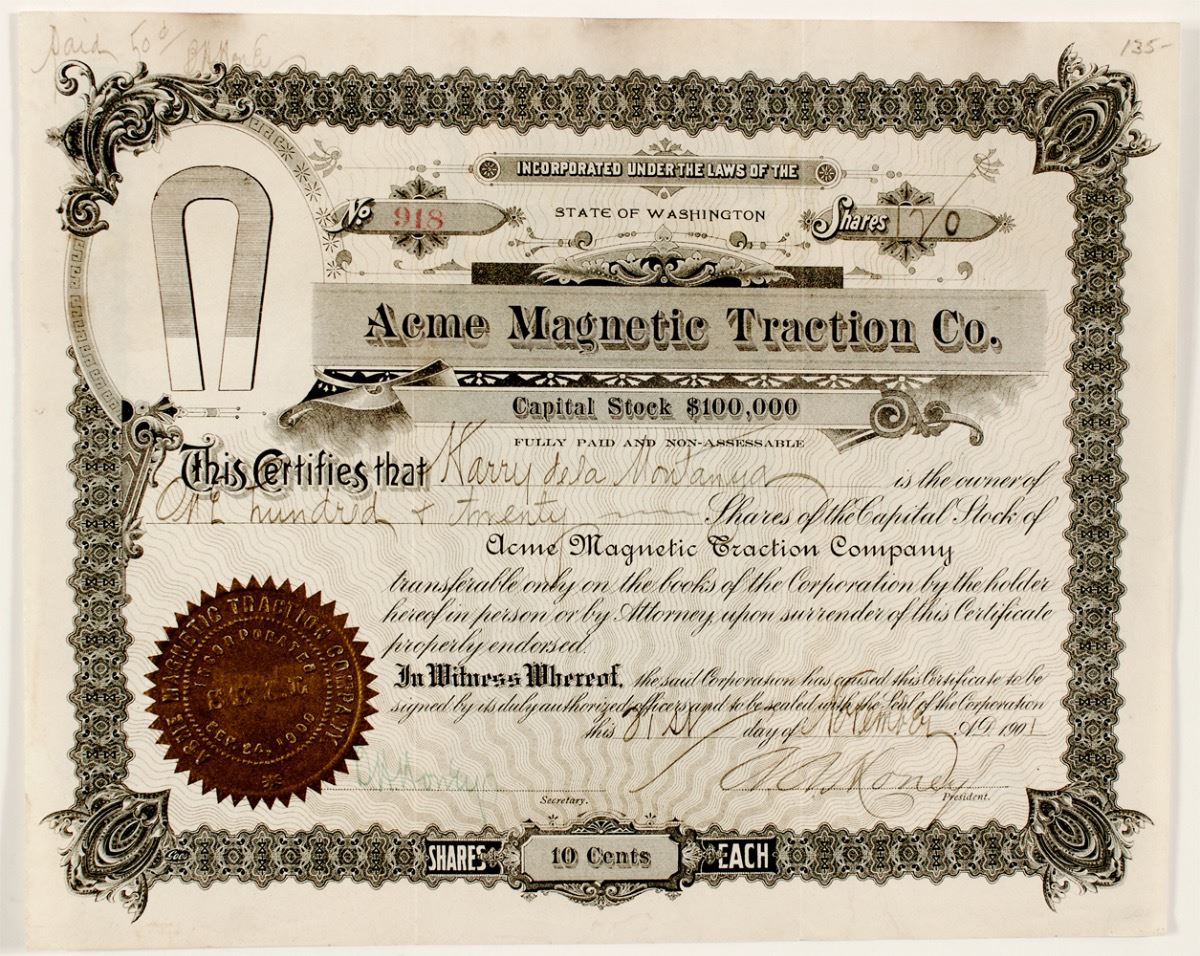 135-
INCORPORATED UNDER THE LAWS OF THE
No. 918
STATE OF WASHINGTON
Shares 120
Acme Magnetic Traction Co.
Capital Stock $100,000
FULLY PAID AND NON-ASSESSABLE
This Certifies that Harry de la Montanya is the owner of
One hundred & twenty Shares of the Capital Stock of
Acme Magnetic Traction Company
transferable only on the books of the Corporation by the holder
hereof in person or by Attorney upon surrender of this Certificate
properly endorsed.
In Witness Whereof, the said Corporation has caused this Certificate to be
signed by its duly authorized officers and to be sealed with the Seal of the Corporation
this 21st day of November A.D. 1901
Secretary.
President.
MAGNETIC TRACTION COMPANY
INCORPORATED
1900
SHARES 10 Cents EACH